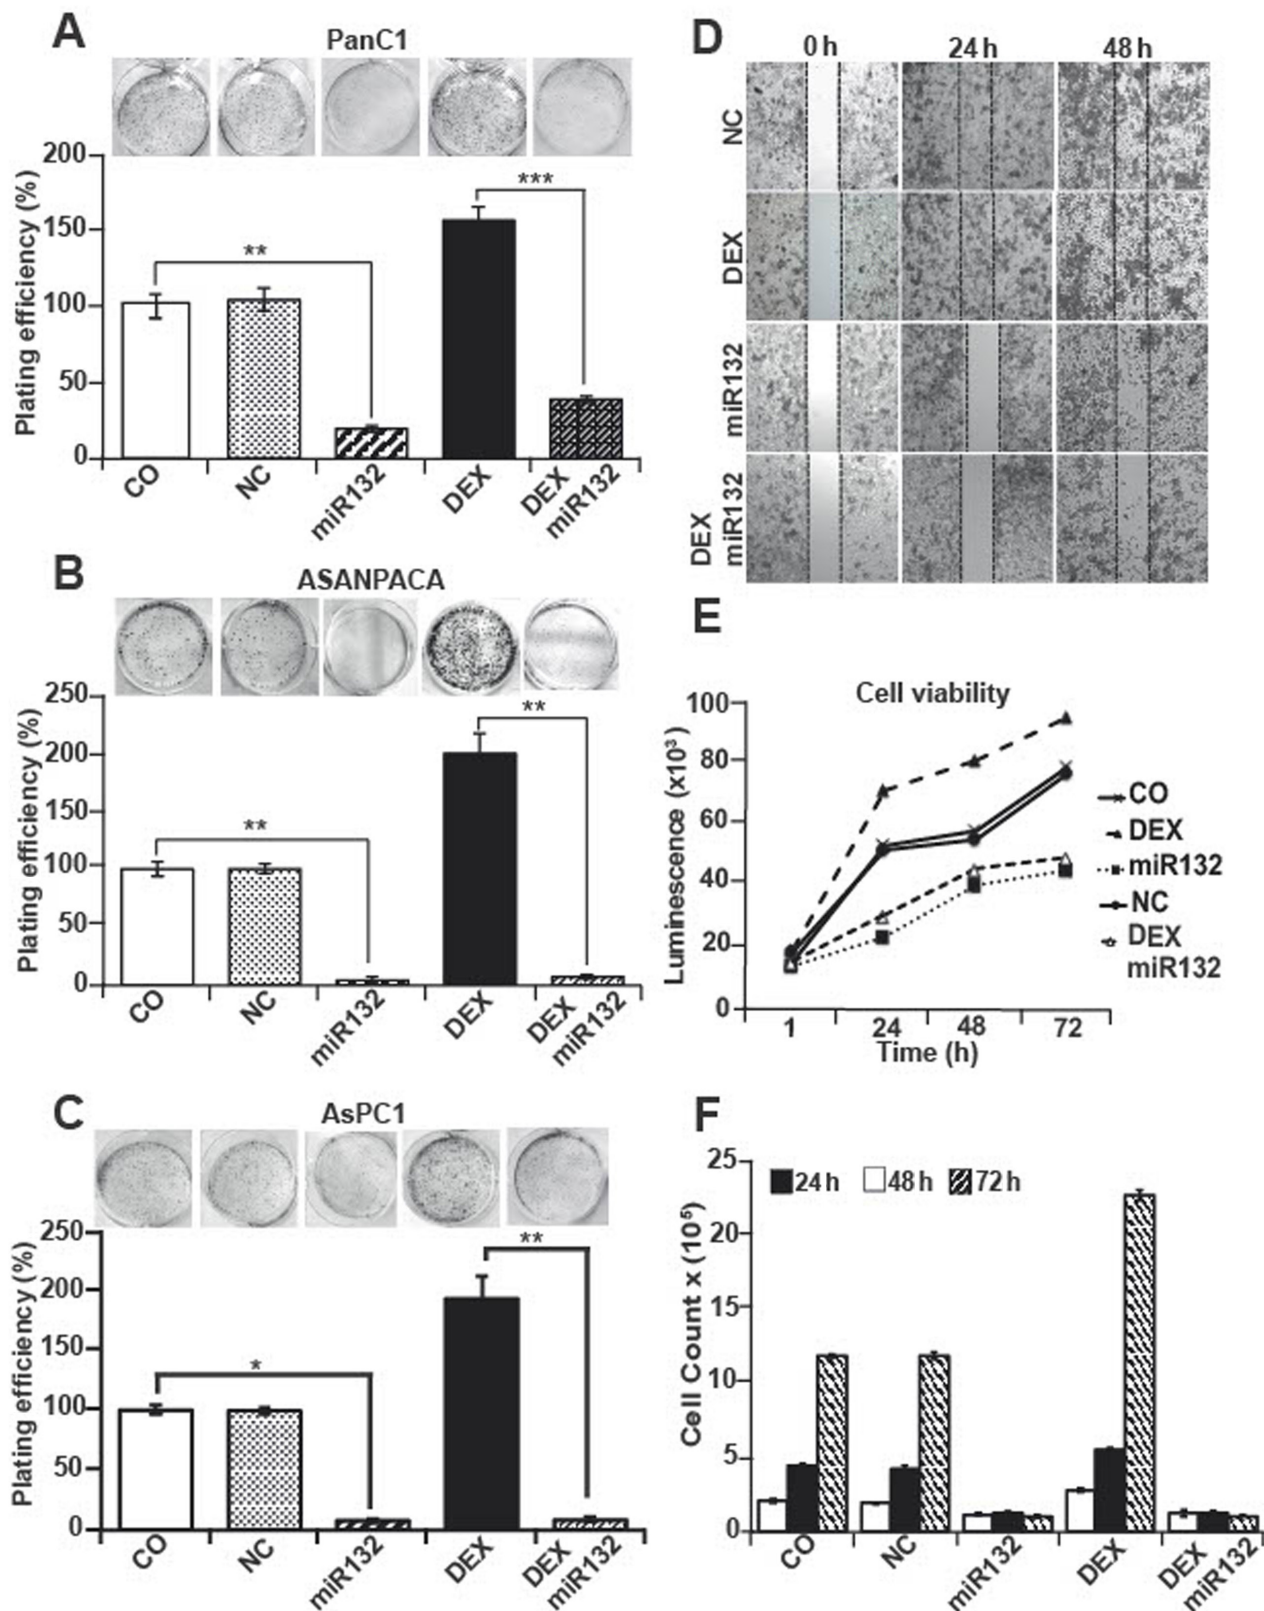 A
PanC1
Plating efficiency (%)
200
150
100
50
0
**
***
CO
NC
miR132
DEX
DEX
miR132
B
ASANPACA
Plating efficiency (%)
250
200
150
100
50
0
**
**
CO
NC
miR132
DEX
DEX
miR132
C
AsPC1
Plating efficiency (%)
250
200
150
100
50
0
*
**
CO
NC
miR132
DEX
DEX
miR132
D
0 h 24 h 48 h
NC
DEX
miR132
DEX
miR132
E
Cell viability
Luminescence (x10³)
100
80
60
40
20
0
1 24 48 72
Time (h)
CO
DEX
miR132
NC
DEX
miR132
F
Cell Count x (10⁵)
25
20
15
10
5
0
24 h 48 h 72 h
CO
NC
miR132
DEX
DEX
miR132